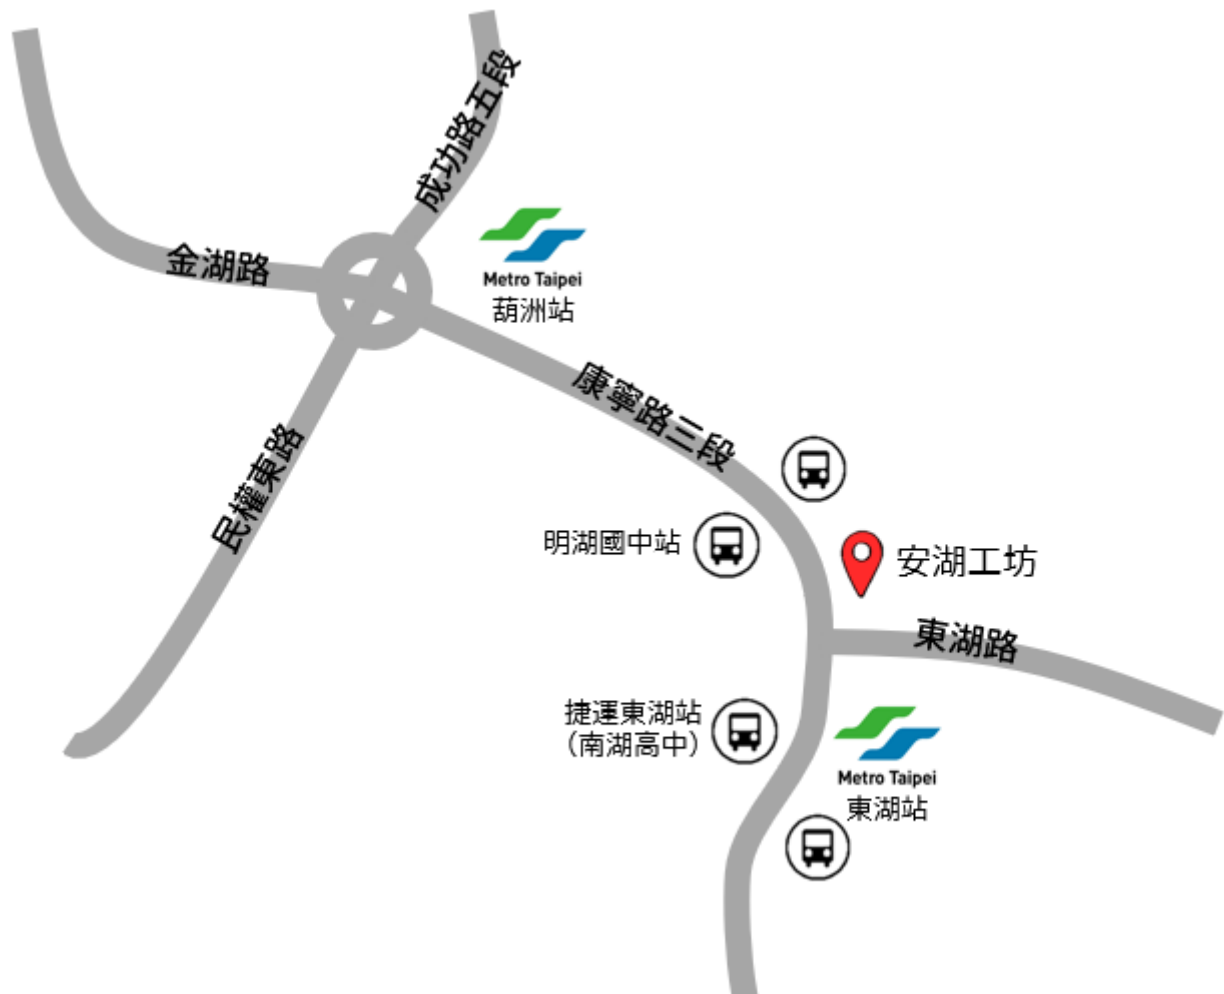 成功路五段
金湖路
Metro Taipei
葫洲站
康寧路三段
民權東路
明湖國中站
安湖工坊
東湖路
捷運東湖站
(南湖高中)
Metro Taipei
東湖站